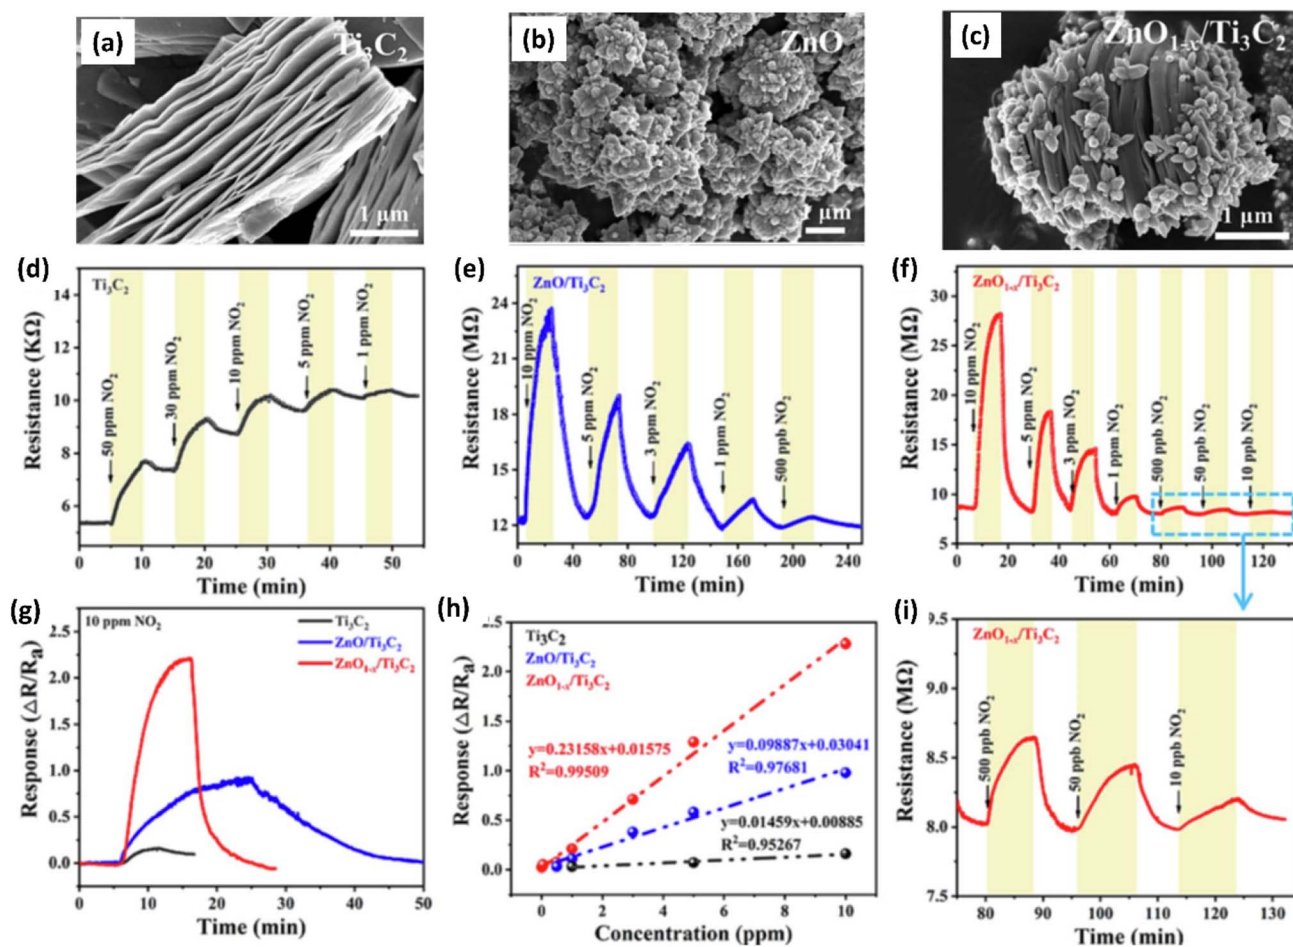 (a)
Ti₃C₂
1 µm
(b)
ZnO
1 µm
(c)
ZnO₁₋ₓ/Ti₃C₂
1 µm
(d)
Ti₃C₂
Resistance (KΩ)
14
12
10
8
6
50 ppm NO₂
30 ppm NO₂
10 ppm NO₂
5 ppm NO₂
1 ppm NO₂
0 10 20 30 40 50
Time (min)
(e)
ZnO/Ti₃C₂
Resistance (MΩ)
24
21
18
15
12
10 ppm NO₂
5 ppm NO₂
3 ppm NO₂
1 ppm NO₂
500 ppb NO₂
0 40 80 120 160 200 240
Time (min)
(f)
ZnO₁₋ₓ/Ti₃C₂
Resistance (MΩ)
30
25
20
15
10
5
10 ppm NO₂
5 ppm NO₂
3 ppm NO₂
1 ppm NO₂
500 ppb NO₂
50 ppb NO₂
10 ppb NO₂
0 20 40 60 80 100 120
Time (min)
(g)
10 ppm NO₂
Ti₃C₂
ZnO/Ti₃C₂
ZnO₁₋ₓ/Ti₃C₂
Response (△R/Rₐ)
2.5
2.0
1.5
1.0
0.5
0.0
10 20 30 40 50
Time (min)
(h)
Ti₃C₂
ZnO/Ti₃C₂
ZnO₁₋ₓ/Ti₃C₂
Response (△R/Rₐ)
2.5
2.0
1.5
1.0
0.5
0.0
y=0.23158x+0.01575
R²=0.99509
y=0.09887x+0.03041
R²=0.97681
y=0.01459x+0.00885
R²=0.95267
0 2 4 6 8 10
Concentration (ppm)
(i)
ZnO₁₋ₓ/Ti₃C₂
Resistance (MΩ)
9.5
9.0
8.5
8.0
7.5
500 ppb NO₂
50 ppb NO₂
10 ppb NO₂
80 90 100 110 120 130
Time (min)